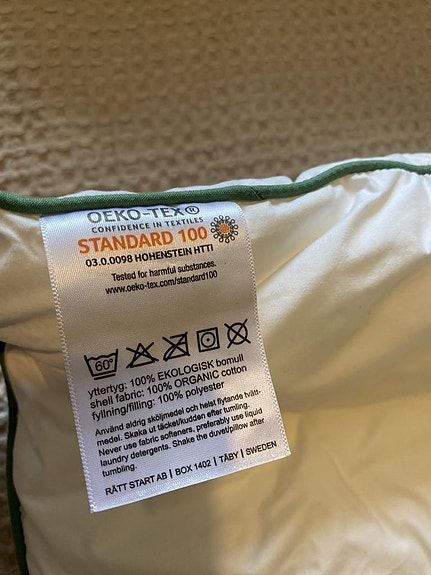 OEKO-TEX®
CONFIDENCE IN TEXTILES
STANDARD 100
03.0.0098 HOHENSTEIN HTTI
Tested for harmful substances.
www.oeko-tex.com/standard100
60°
yttertyg: 100% EKOLOGISK bomull
shell fabric: 100% ORGANIC cotton
fyllning/filling: 100% polyester
Använd aldrig sköljmedel och helst flytande tvätt-
medel. Skaka ut täcket/kudden efter tumling.
Never use fabric softeners, preferably use liquid
laundry detergents. Shake the duvet/pillow after
tumbling.
RÄTT START AB | BOX 1402 | TÄBY | SWEDEN